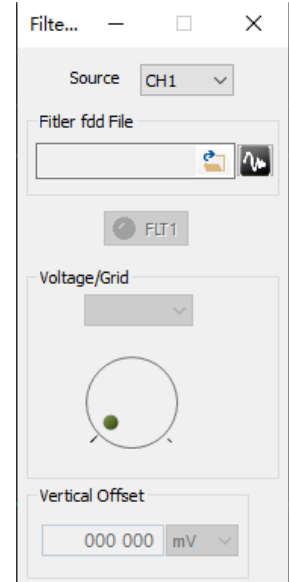 Filte...
Source CH1
Fitler fdd File
FLT1
Voltage/Grid
Vertical Offset
000 000 mV